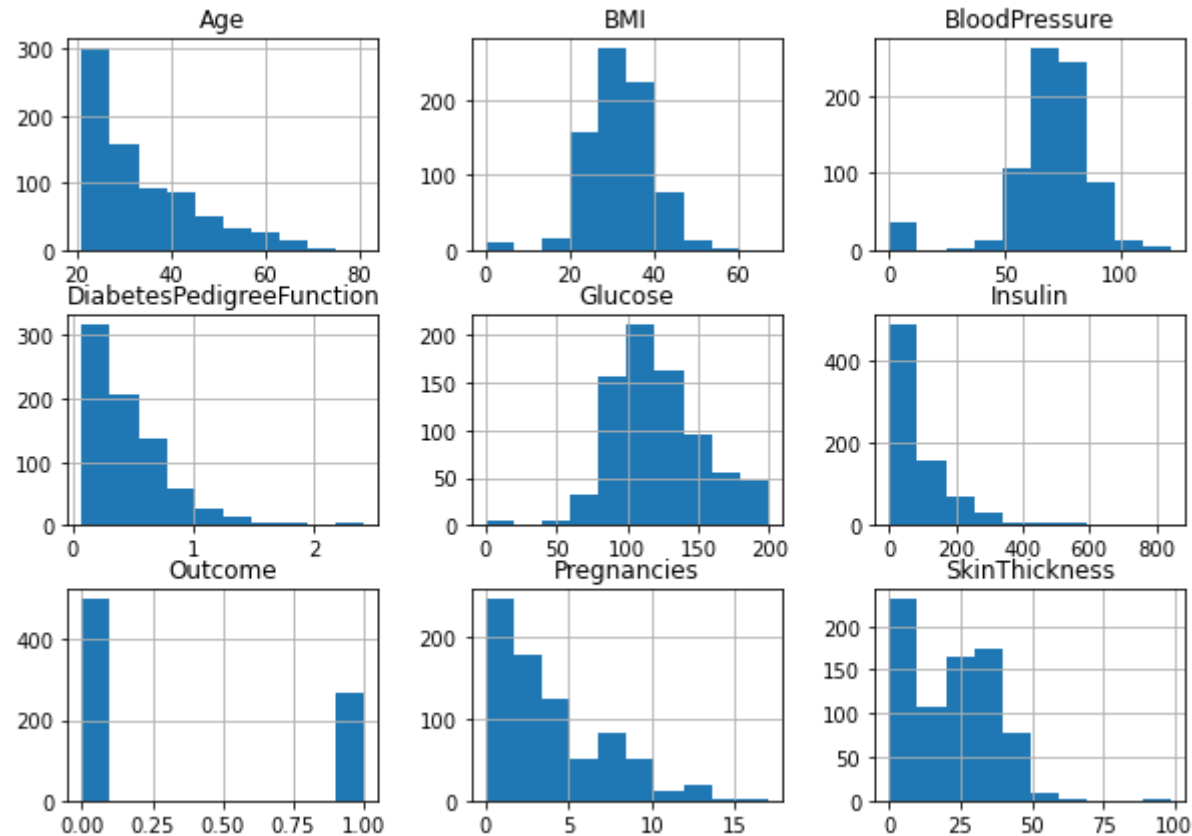 Age BMI BloodPressure
300
200
100
0
20 40 60 80
200
100
0
0 20 40 60
200
100
0
0 50 100
DiabetesPedigreeFunction Glucose Insulin
300
200
100
0
0 1 2
200
150
100
50
0
0 50 100 150 200
400
200
0
0 200 400 600 800
Outcome Pregnancies SkinThickness
400
200
0
0.00 0.25 0.50 0.75 1.00
200
100
0
0 5 10 15
200
150
100
50
0
0 25 50 75 100